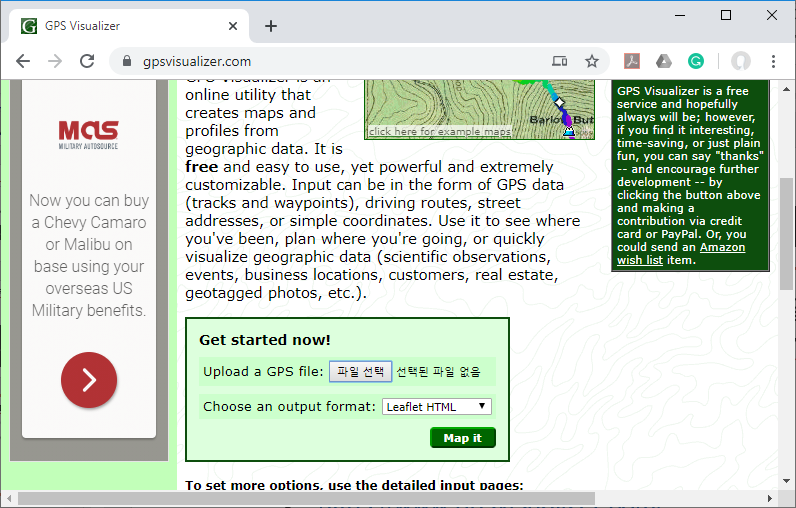 GPS Visualizer
gpsvisualizer.com
MAS
MILITARY AUTOSOURCE
Now you can buy
a Chevy Camaro
or Malibu on
base using your
overseas US
Military benefits.
GPS Visualizer is an
online utility that
creates maps and
profiles from
geographic data. It is
free and easy to use, yet powerful and extremely
customizable. Input can be in the form of GPS data
(tracks and waypoints), driving routes, street
addresses, or simple coordinates. Use it to see where
you've been, plan where you're going, or quickly
visualize geographic data (scientific observations,
events, business locations, customers, real estate,
geotagged photos, etc.).
Barlow But
click here for example maps
Get started now!
Upload a GPS file: 파일 선택 선택된 파일 없음
Choose an output format: Leaflet HTML
Map it
To set more options, use the detailed input pages:
GPS Visualizer is a free
service and hopefully
always will be; however,
if you find it interesting,
time-saving, or just plain
fun, you can say "thanks"
-- and encourage further
development -- by
clicking the button above
and making a
contribution via credit
card or PayPal. Or, you
could send an Amazon
wish list item.